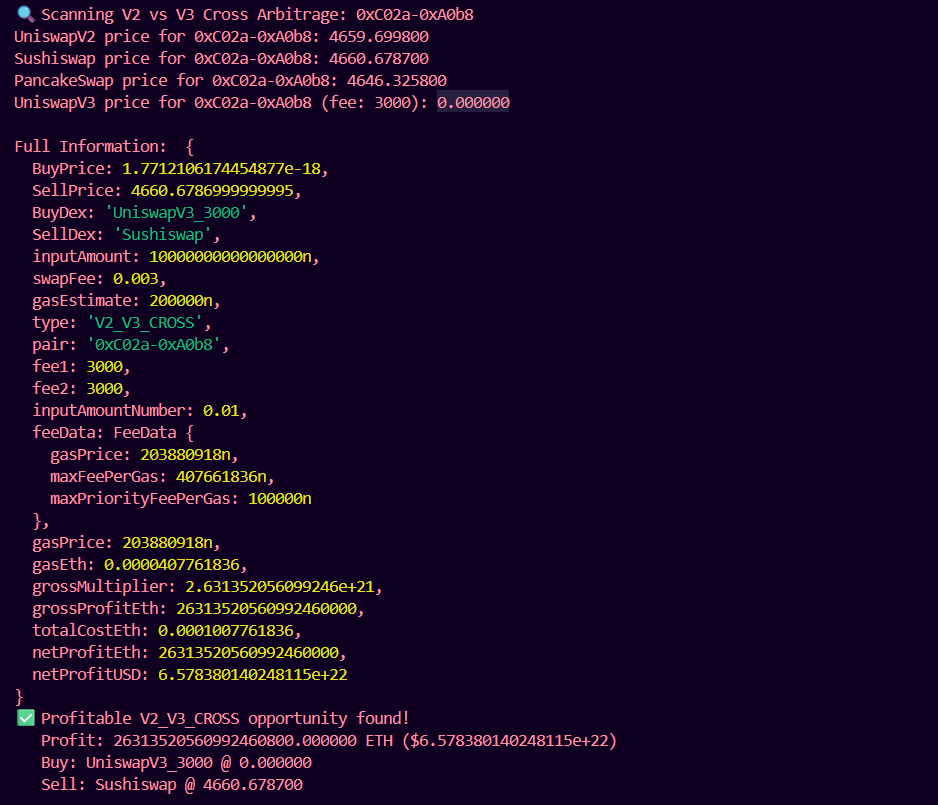 🔍 Scanning V2 vs V3 Cross Arbitrage: 0xC02a-0xA0b8
UniswapV2 price for 0xC02a-0xA0b8: 4659.699800
Sushiswap price for 0xC02a-0xA0b8: 4660.678700
PancakeSwap price for 0xC02a-0xA0b8: 4646.325800
UniswapV3 price for 0xC02a-0xA0b8 (fee: 3000): 0.000000
Full Information:  {
  BuyPrice: 1.7712106174454877e-18,
  SellPrice: 4660.6786999999995,
  BuyDex: 'UniswapV3_3000',
  SellDex: 'Sushiswap',
  inputAmount: 10000000000000000n,
  swapFee: 0.003,
  gasEstimate: 200000n,
  type: 'V2_V3_CROSS',
  pair: '0xC02a-0xA0b8',
  fee1: 3000,
  fee2: 3000,
  inputAmountNumber: 0.01,
  feeData: FeeData {
    gasPrice: 203880918n,
    maxFeePerGas: 407661836n,
    maxPriorityFeePerGas: 100000n
  },
  gasPrice: 203880918n,
  gasEth: 0.0000407761836,
  grossMultiplier: 2.631352056099246e+21,
  grossProfitEth: 26313520560992460000,
  totalCostEth: 0.0001007761836,
  netProfitEth: 26313520560992460000,
  netProfitUSD: 6.578380140248115e+22
}
✅ Profitable V2_V3_CROSS opportunity found!
   Profit: 26313520560992460800.000000 ETH ($6.578380140248115e+22)
   Buy: UniswapV3_3000 @ 0.000000
   Sell: Sushiswap @ 4660.678700